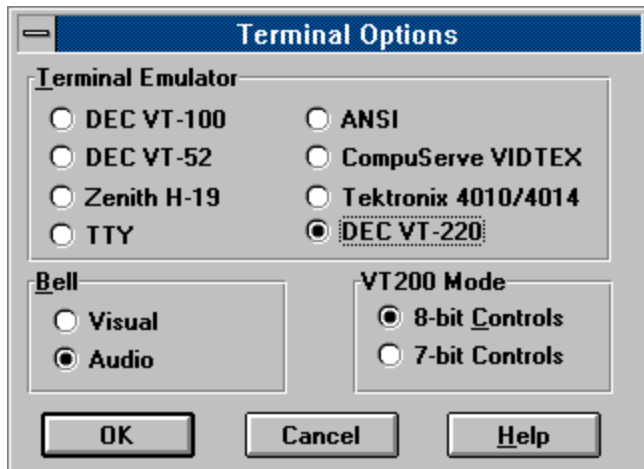 Terminal Options
Terminal Emulator
DEC VT-100
ANSI
DEC VT-52
CompuServe VIDTEX
Zenith H-19
Tektronix 4010/4014
TTY
DEC VT-220
Bell
Visual
Audio
VT200 Mode
8-bit Controls
7-bit Controls
OK
Cancel
Help